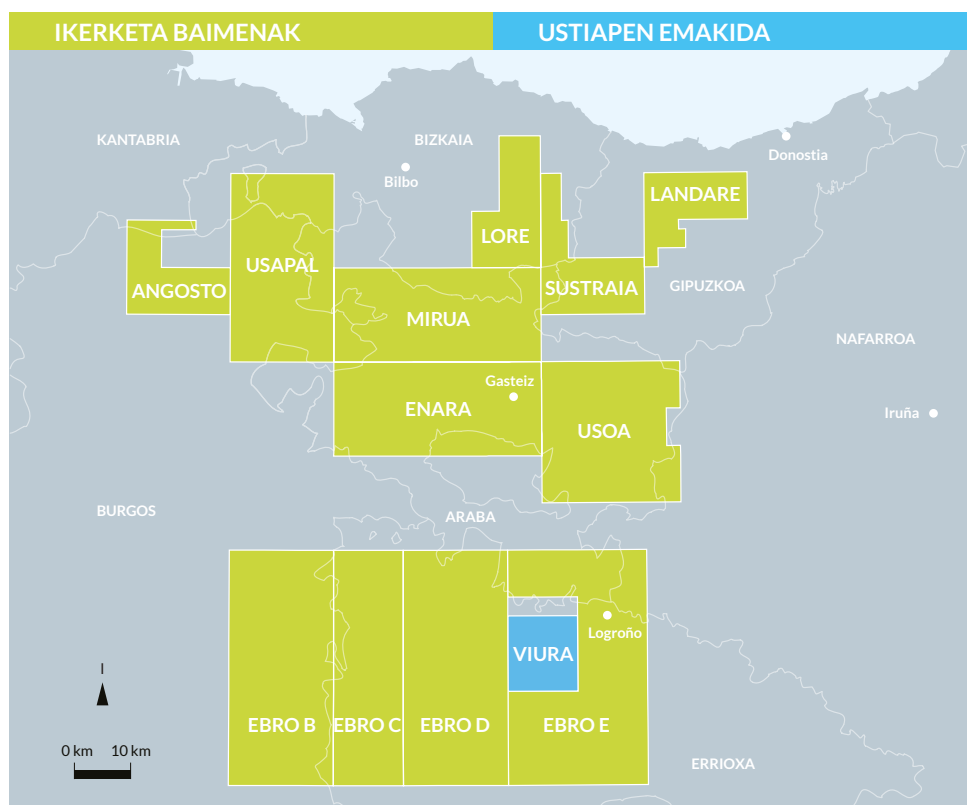 IKERKETA BAIMENAK
USTIAPEN EMAKIDA
KANTABRIA
BIZKAIA
Donostia
Bilbo
LANDARE
LORE
USAPAL
ANGOSTO
SUSTRAIA
GIPUZKOA
MIRUA
NAFARROA
Gasteiz
ENARA
Iruña
USOA
BURGOS
ARABA
Logroño
VIURA
I
EBRO B
EBRO C
EBRO D
EBRO E
0 km 10 km
ERRIOXA